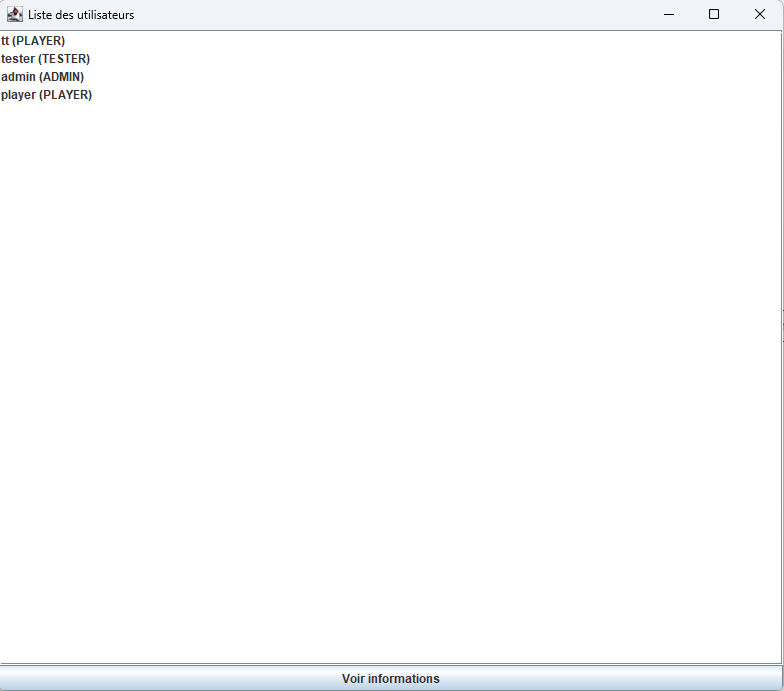 Liste des utilisateurs
tt (PLAYER)
tester (TESTER)
admin (ADMIN)
player (PLAYER)
Voir informations